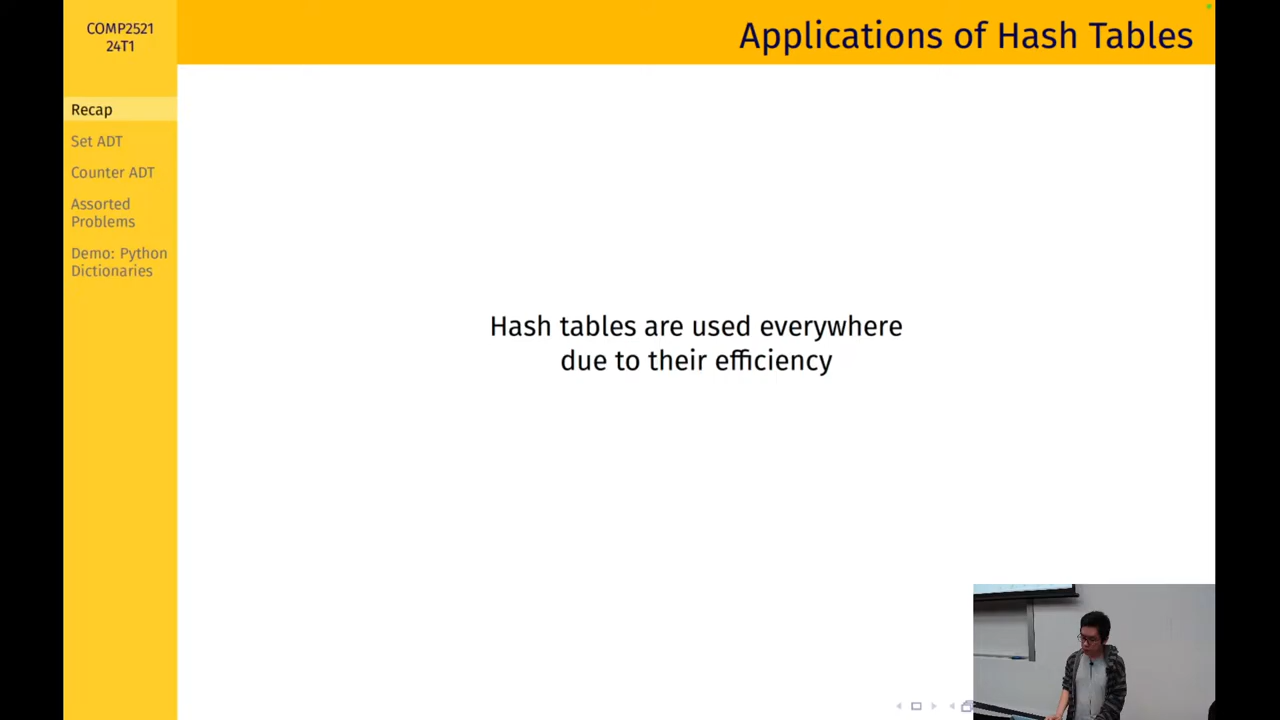 COMP2521
24T1
Applications of Hash Tables
Recap
Set ADT
Counter ADT
Assorted
Problems
Demo: Python
Dictionaries
Hash tables are used everywhere
due to their efficiency